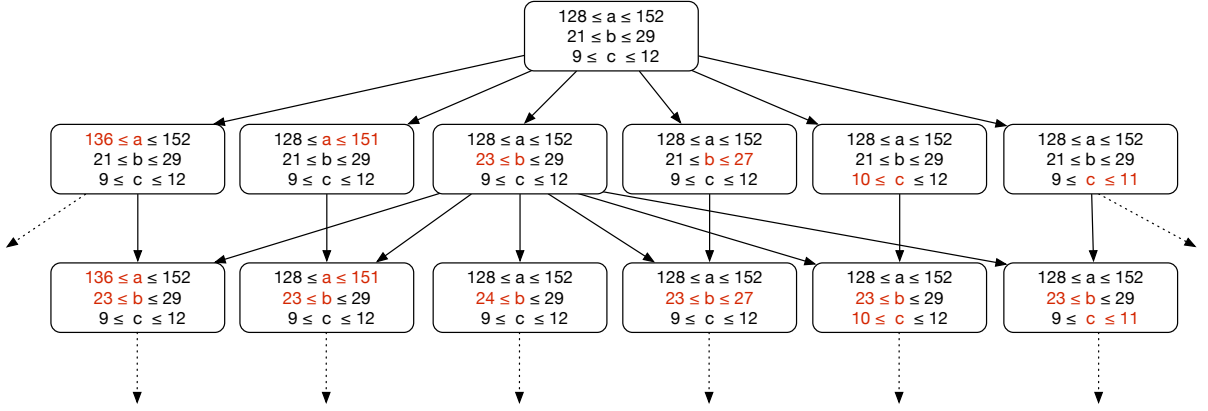 128 ≤ a ≤ 152
21 ≤ b ≤ 29
9 ≤ c ≤ 12
136 ≤ a ≤ 152
21 ≤ b ≤ 29
9 ≤ c ≤ 12
128 ≤ a ≤ 151
21 ≤ b ≤ 29
9 ≤ c ≤ 12
128 ≤ a ≤ 152
23 ≤ b ≤ 29
9 ≤ c ≤ 12
128 ≤ a ≤ 152
21 ≤ b ≤ 27
9 ≤ c ≤ 12
128 ≤ a ≤ 152
21 ≤ b ≤ 29
10 ≤ c ≤ 12
128 ≤ a ≤ 152
21 ≤ b ≤ 29
9 ≤ c ≤ 11
136 ≤ a ≤ 152
23 ≤ b ≤ 29
9 ≤ c ≤ 12
128 ≤ a ≤ 151
23 ≤ b ≤ 29
9 ≤ c ≤ 12
128 ≤ a ≤ 152
24 ≤ b ≤ 29
9 ≤ c ≤ 12
128 ≤ a ≤ 152
23 ≤ b ≤ 27
9 ≤ c ≤ 12
128 ≤ a ≤ 152
23 ≤ b ≤ 29
10 ≤ c ≤ 12
128 ≤ a ≤ 152
23 ≤ b ≤ 29
9 ≤ c ≤ 11